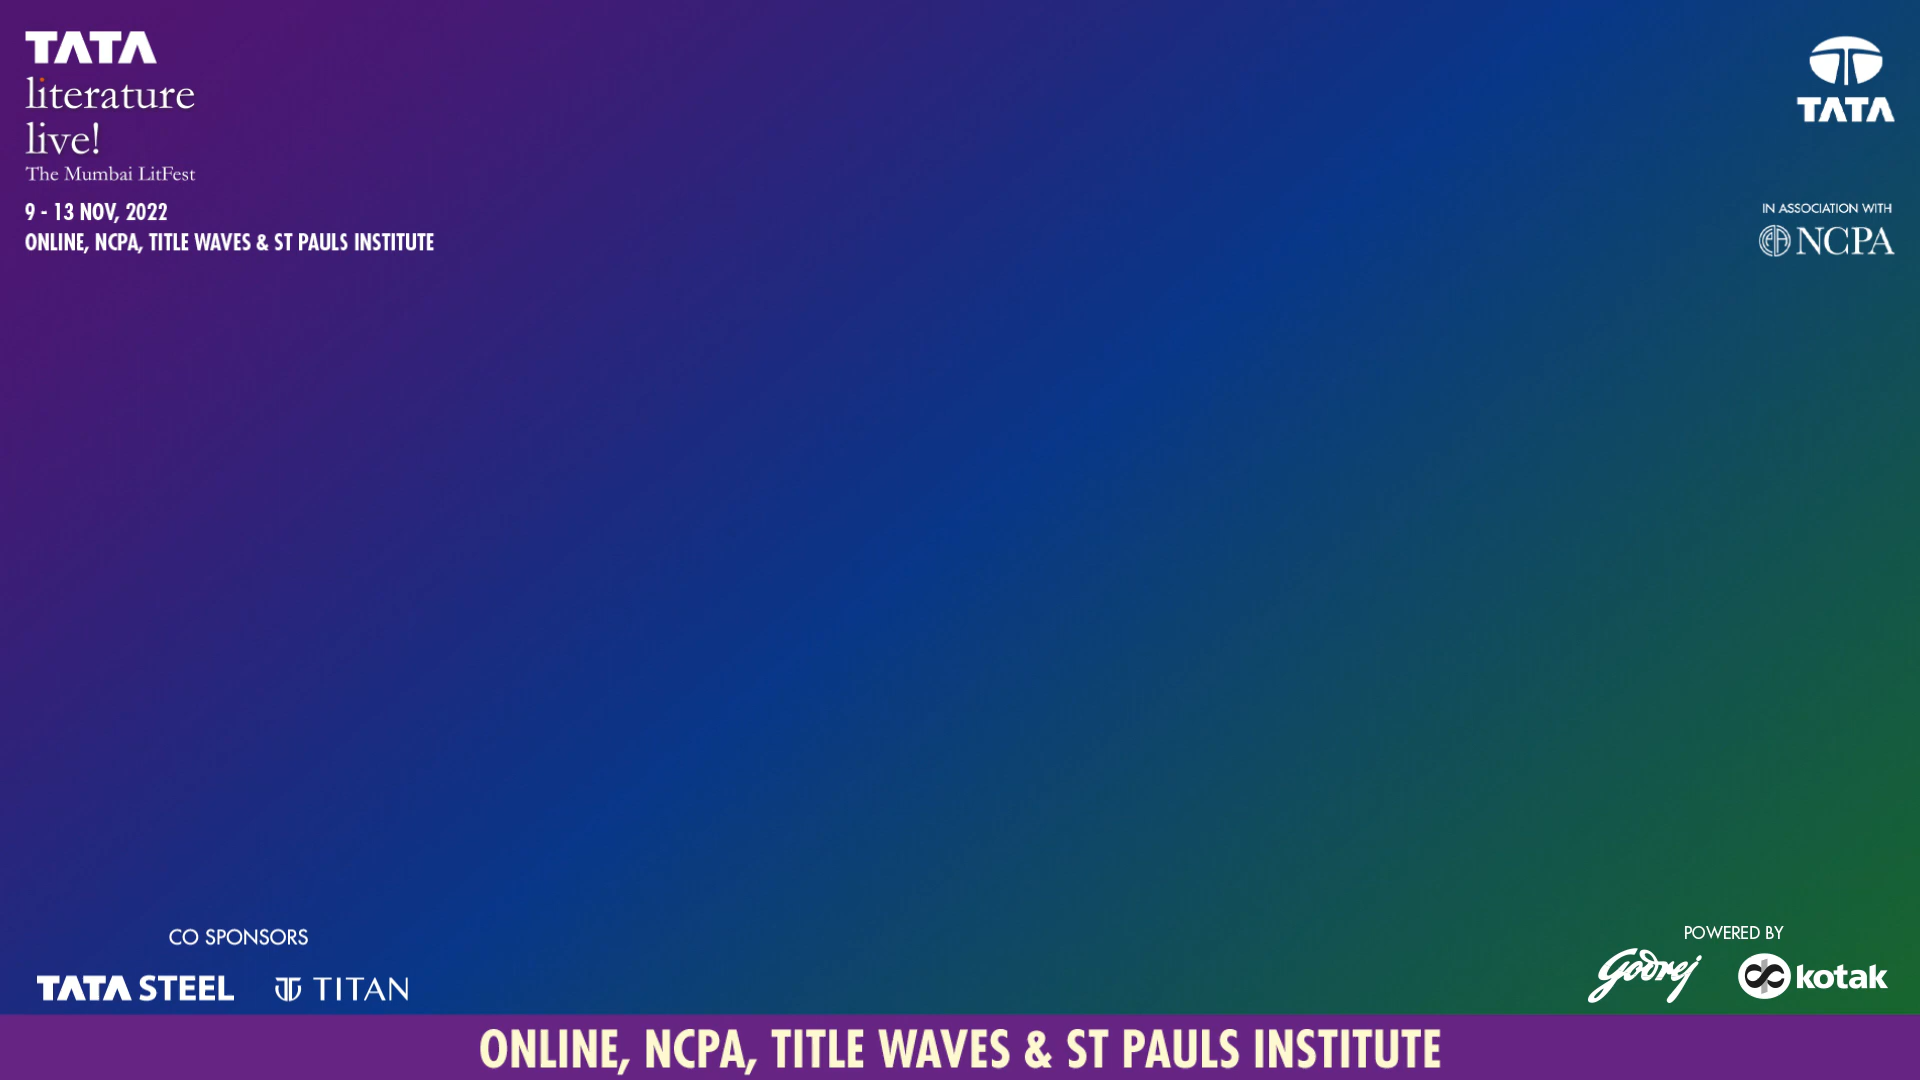 TATA
literature
live!
The Mumbai LitFest
9 - 13 NOV, 2022
ONLINE, NCPA, TITLE WAVES & ST PAULS INSTITUTE
TATA
IN ASSOCIATION WITH
NCPA
CO SPONSORS
TATA STEEL
TITAN
POWERED BY
Godrej
kotak
ONLINE, NCPA, TITLE WAVES & ST PAULS INSTITUTE